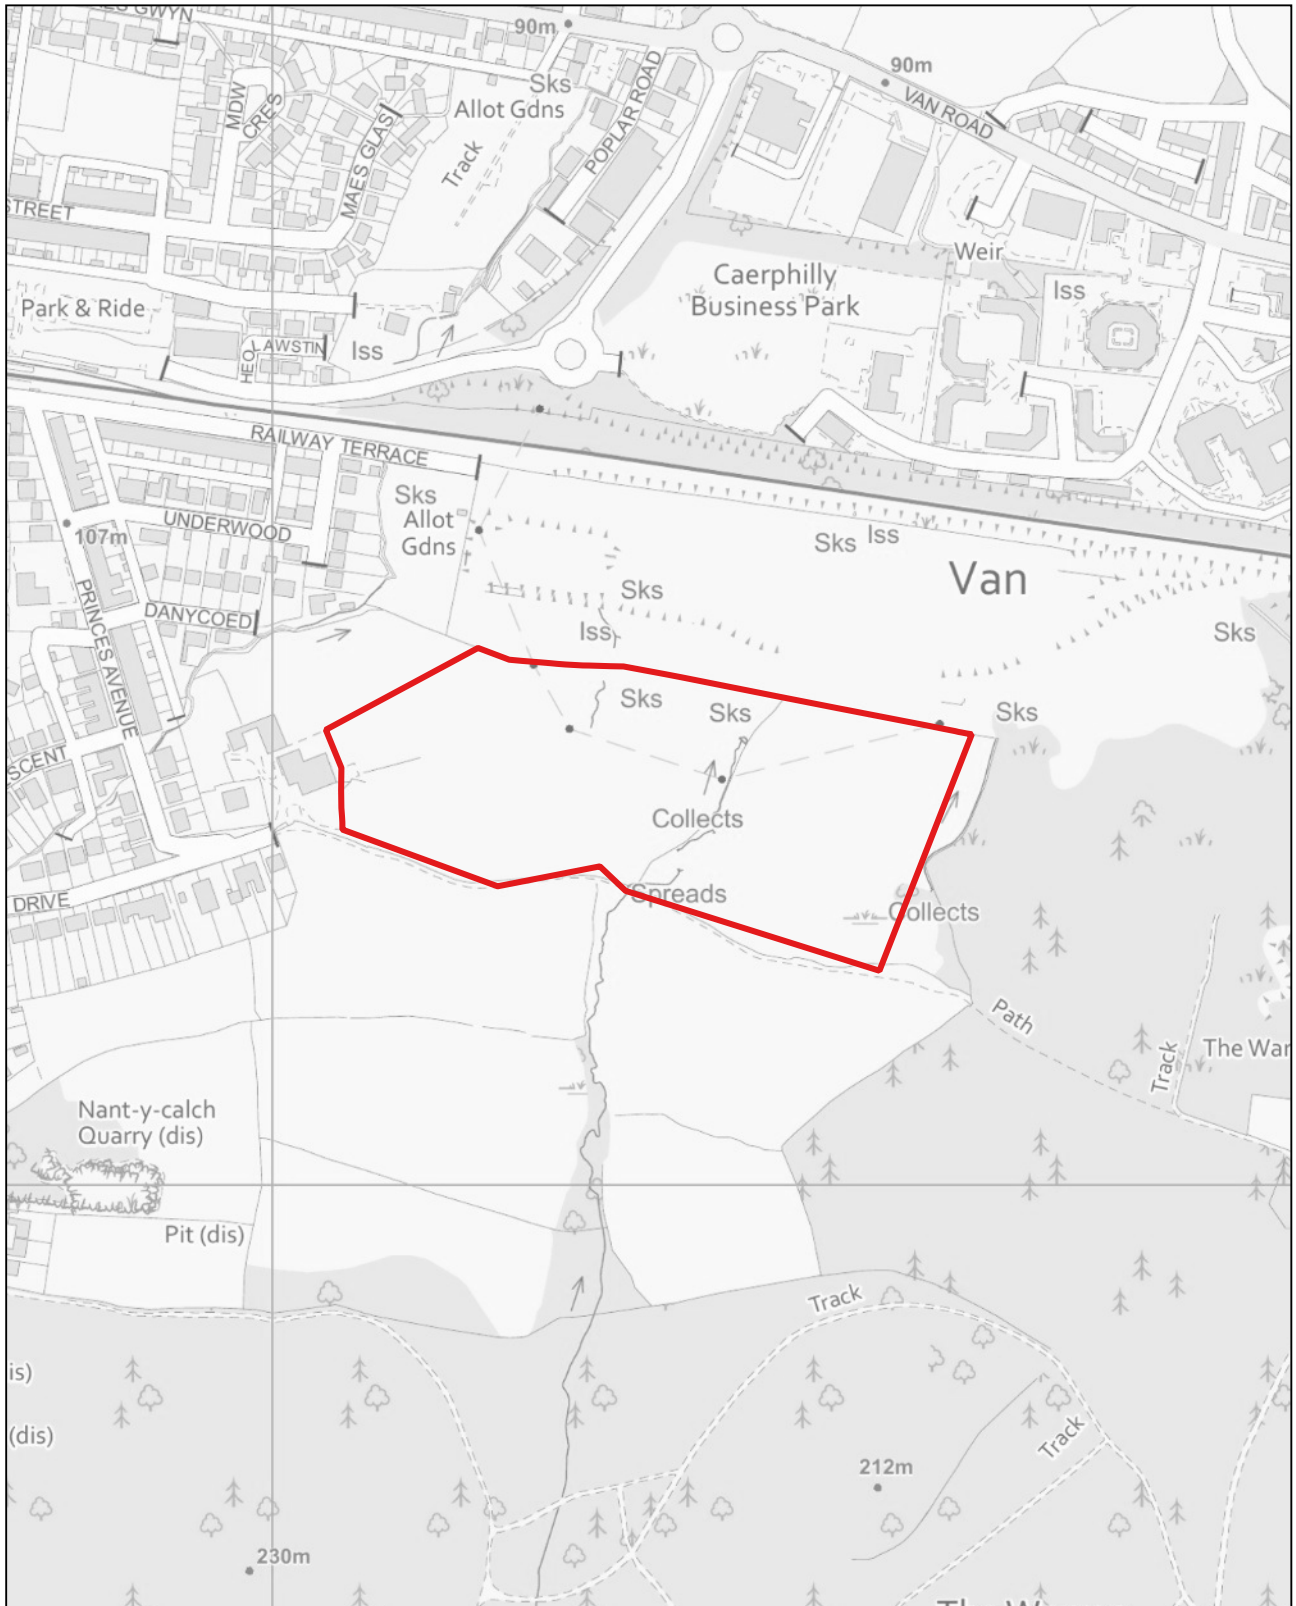 GWYN
90m
90m
VAN ROAD
Sks
Allot Gdns
POPLAR ROAD
MDW
CRES
MAES GLAS
Track
STREET
Weir
Caerphilly
Business Park
Iss
Park & Ride
HEOL
LAWSTIN
Iss
RAILWAY TERRACE
Sks
Allot
Gdns
UNDERWOOD
107m
Sks
Iss
Van
PRINCES AVENUE
DANYCOED
Sks
Iss
Sks
Sks
Sks
Sks
SCENT
Collects
Spreads
Collects
DRIVE
Path
Track
The War
Nant-y-calch
Quarry (dis)
Pit (dis)
Track
is)
(dis)
Track
212m
230m